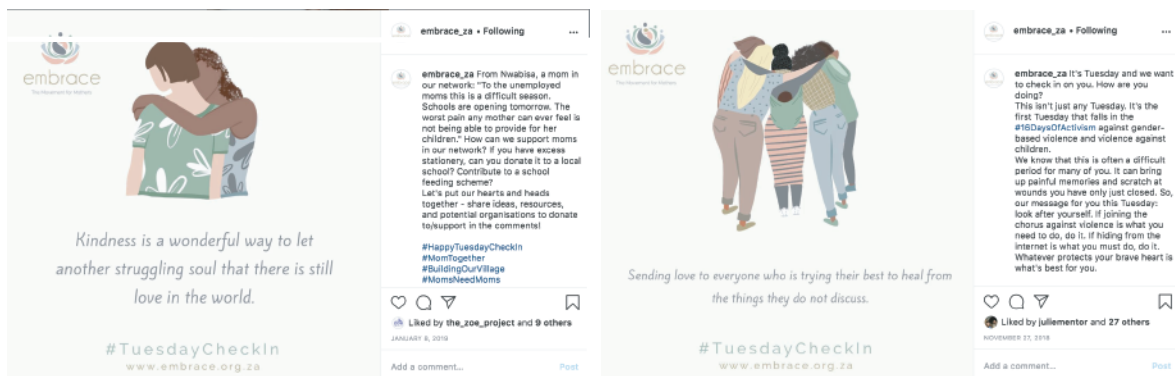 embrace
The Movement for Mothers
Kindness is a wonderful way to let
another struggling soul that there is still
love in the world.
#TuesdayCheckIn
www.embrace.org.za
embrace_za • Following
embrace_za From Nwabisa, a mom in
our network: "To the unemployed
moms this is a difficult season.
Schools are opening tomorrow. The
worst pain any mother can ever feel is
not being able to provide for her
children." How can we support moms
in our network? If you have excess
stationery, can you donate it to a local
school? Contribute to a school
feeding scheme?
Let's put our hearts and heads
together - share ideas, resources,
and potential organisations to donate
to/support in the comments!
#HappyTuesdayCheckIn
#MomTogether
#BuildingOurVillage
#MomsNeedMoms
Liked by the_zoe_project and 9 others
JANUARY 8, 2019
Add a comment...
Post
embrace
The Movement for Mothers
Sending love to everyone who is trying their best to heal from
the things they do not discuss.
#TuesdayCheckIn
www.embrace.org.za
embrace_za • Following
embrace_za It's Tuesday and we want
to check in on you. How are you
doing?
This isn't just any Tuesday. It's the
first Tuesday that falls in the
#16DaysOfActivism against gender-
based violence and violence against
children.
We know that this is often a difficult
period for many of you. It can bring
up painful memories and scratch at
wounds you have only just closed. So,
our message for you this Tuesday:
look after yourself. If joining the
chorus against violence is what you
need to do, do it. If hiding from the
internet is what you must do, do it.
Whatever protects your brave heart is
what's best for you.
Liked by juliementor and 27 others
NOVEMBER 27, 2018
Add a comment...
Post